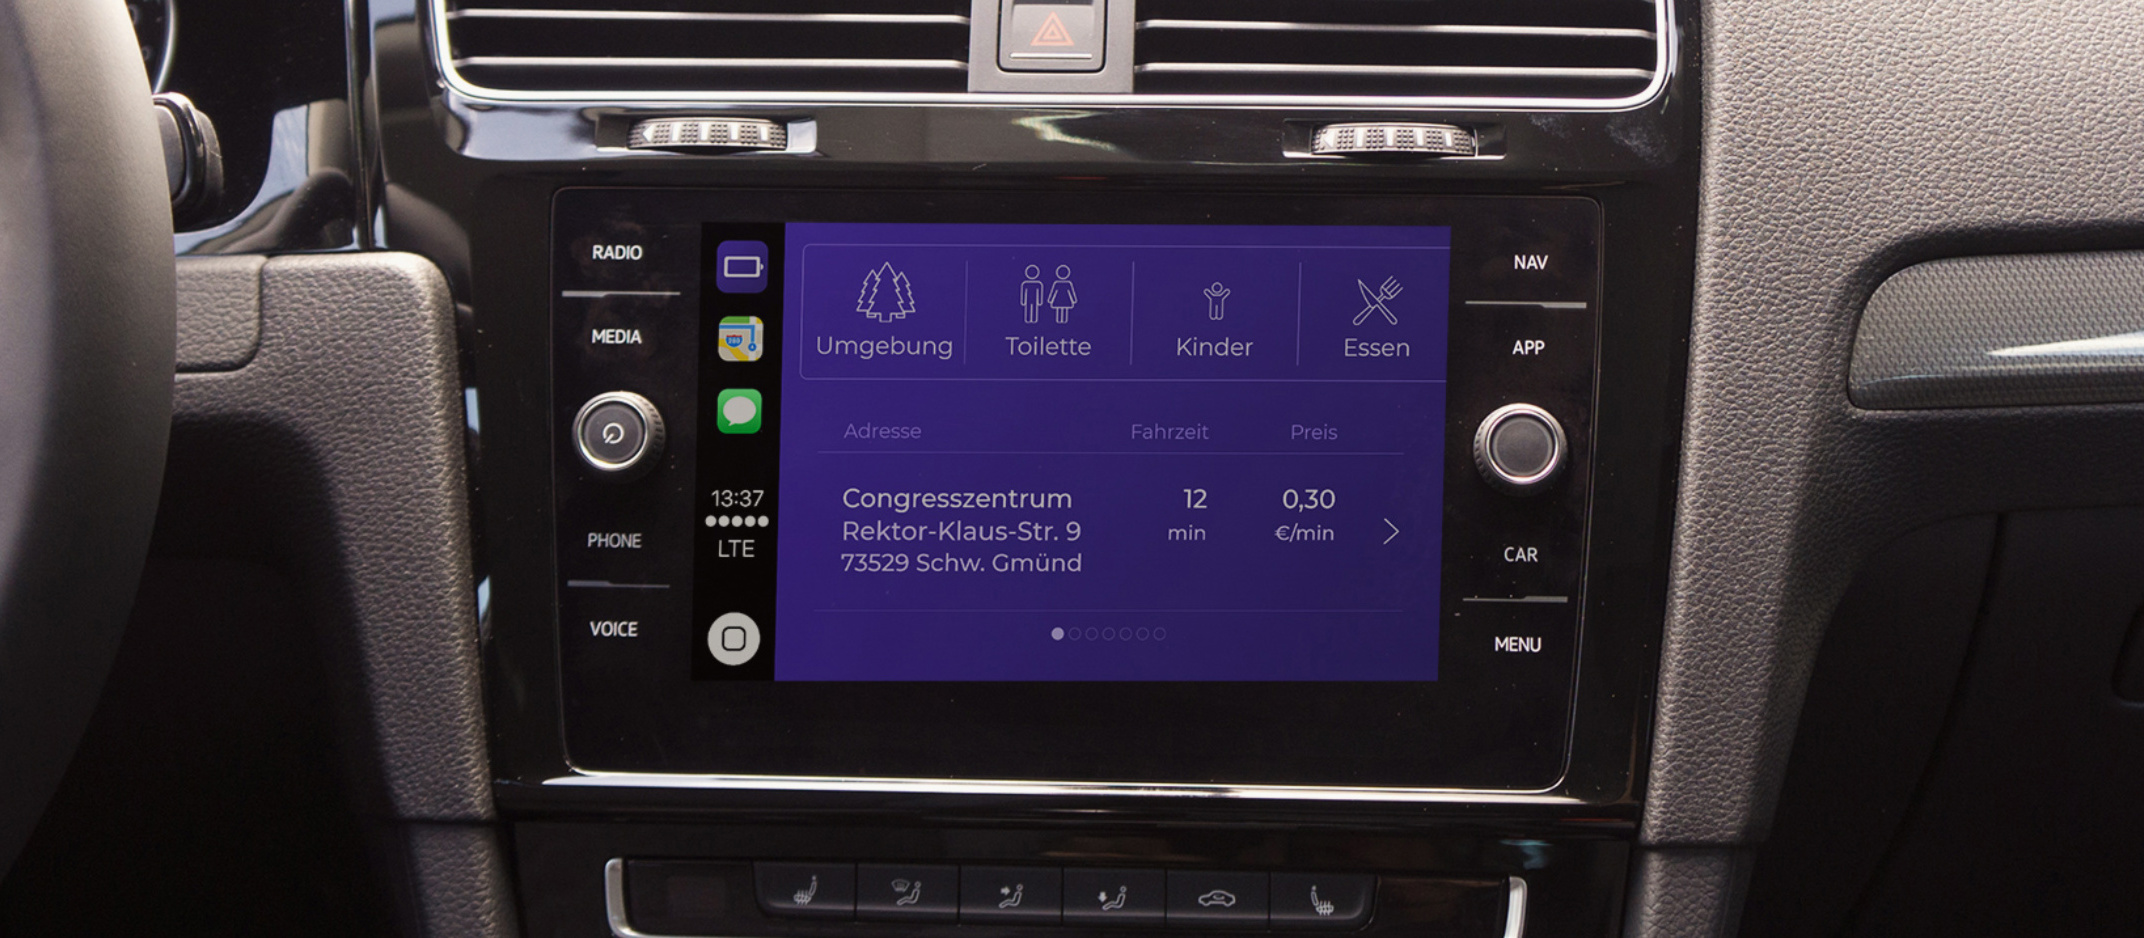 RADIO
MEDIA
PHONE
VOICE
13:37
LTE
Umgebung
Toilette
Kinder
Essen
Adresse
Fahrzeit
Preis
Congresszentrum
12
0,30
Rektor-Klaus-Str. 9
min
€/min
73529 Schw. Gmünd
NAV
APP
CAR
MENU